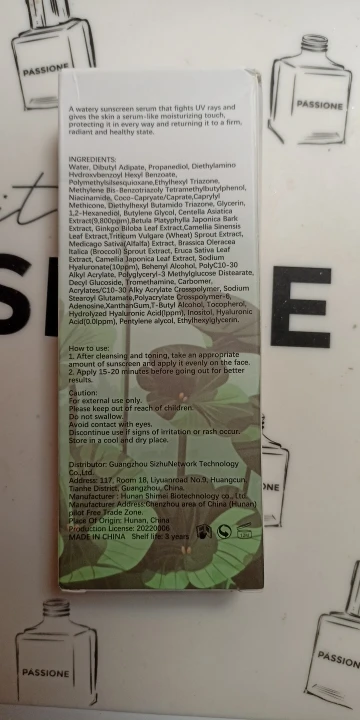 PASSIONE
PASSIONE
A watery sunscreen serum that fights UV rays and
gives the skin a serum-like moisturizing touch,
protecting it in every way and returning it to a firm,
radiant and healthy state.
INGREDIENTS:
Water, Dibutyl Adipate, Propanediol, Diethylamino
Hydroxybenzoyl Hexyl Benzoate,
Polymethylsilsesquioxane,Ethylhexyl Triazone,
Methylene Bis-Benzotriazolyl Tetramethylbutylphenol,
Niacinamide, Coco-Caprylate/Caprate,Caprylyl
Methicone, Diethylhexyl Butamido Triazone, Glycerin,
1,2-Hexanediol, Butylene Glycol, Centella Asiatica
Extract(9,800ppm),Betula Platyphylla Japonica Bark
Extract, Ginkgo Biloba Leaf Extract,Camellia Sinensis
Leaf Extract,Triticum Vulgare (Wheat) Sprout Extract,
Medicago Sativa(Alfalfa) Extract, Brassica Oleracea
Italica (Broccoli) Sprout Extract, Eruca Sativa Leaf
Extract, Camellia Japonica Leaf Extract, Sodium
Hyaluronate(10ppm), Behenyl Alcohol, PolyC10-30
Alkyl Acrylate, Polyglyceryl-3 Methylglucose Distearate,
Decyl Glucoside, Tromethamine, Carbomer,
Acrylates/C10-30 Alky Acrylate Crosspolymer, Sodium
Stearoyl Glutamate,Polyacrylate Crosspolymer-6,
Adenosine,XanthanGum,T-Butyl Alcohol, Tocopherol,
Hydrolyzed Hyaluronic Acid(lppm), Inositol, Hyaluronic
Acid(0.0lppm), Pentylene alycol, Ethylhexylglycerin,
How to use:
1. After cleansing and toning, take an appropriate
amount of sunscreen and apply it evenly on the face.
2. Apply 15-20 minutes before going out for better
results.
Caution:
For external use only.
Please keep out of reach of children.
Do not swallow.
Avoid contact with eyes.
Discontinue use if signs of irritation or rash occur.
Store in a cool and dry place.
Distributor: Guangzhou SizhuNetwork Technology
Co.,Ltd.
Address: 117, Room 18, Liyuanroad No.9, Huangcun,
Tianhe District, Guangzhou, China.
Manufacturer : Hunan Shimei Biotechnology co., Ltd.
Manufacturer Address:Chenzhou area of China (Hunan)
pilot Free Trade Zone.
Place Of Origin: Hunan, China
Production License: 20220006
MADE IN CHINA Shelf life: 3 years
E
PASSIONE
PASSIONE